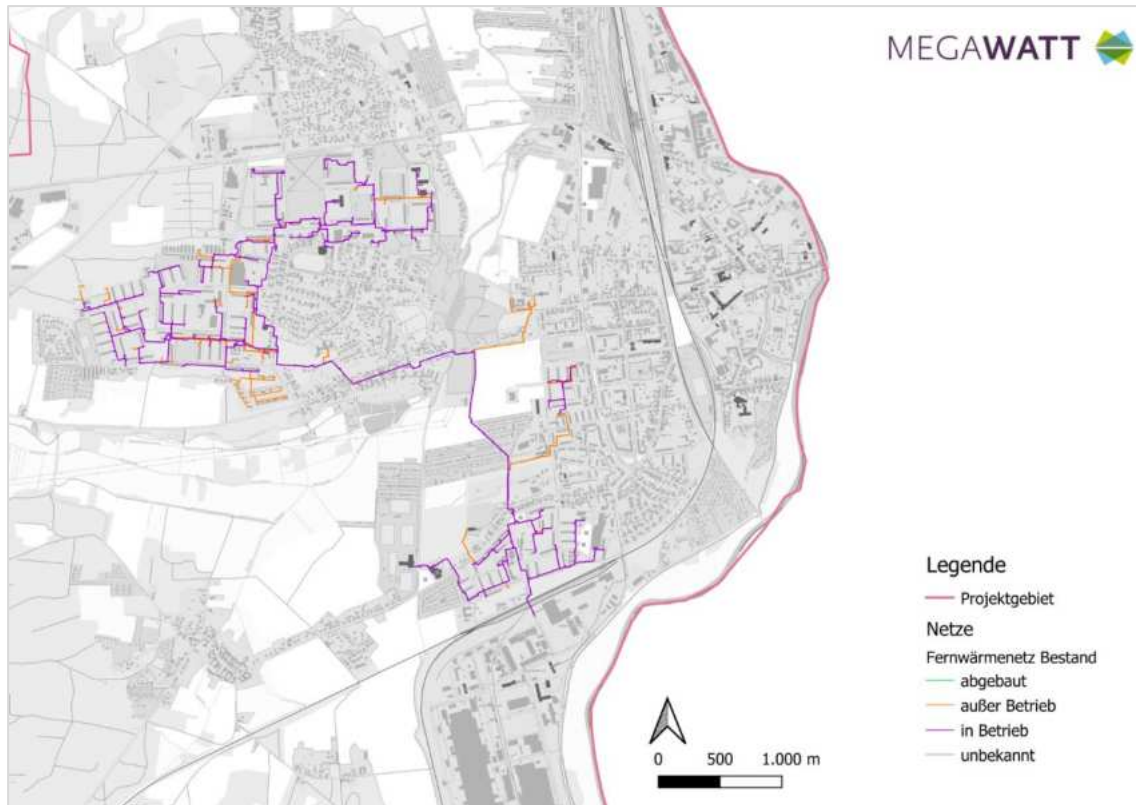 MEGAWATT
Legende
Projektgebiet
Netze
Fernwärmenetz Bestand
abgebaut
außer Betrieb
in Betrieb
unbekannt
0 500 1.000 m